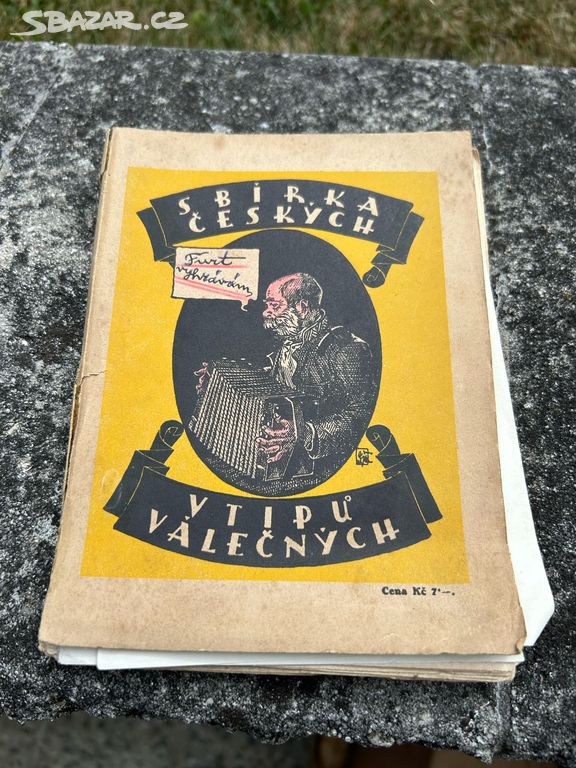 SBAZAR.CZ
SBÍRKA
ČESKÝCH
Furt
vyhrávám
VTIPŮ
VÁLEČNÝCH
Cena Kč 7·—.